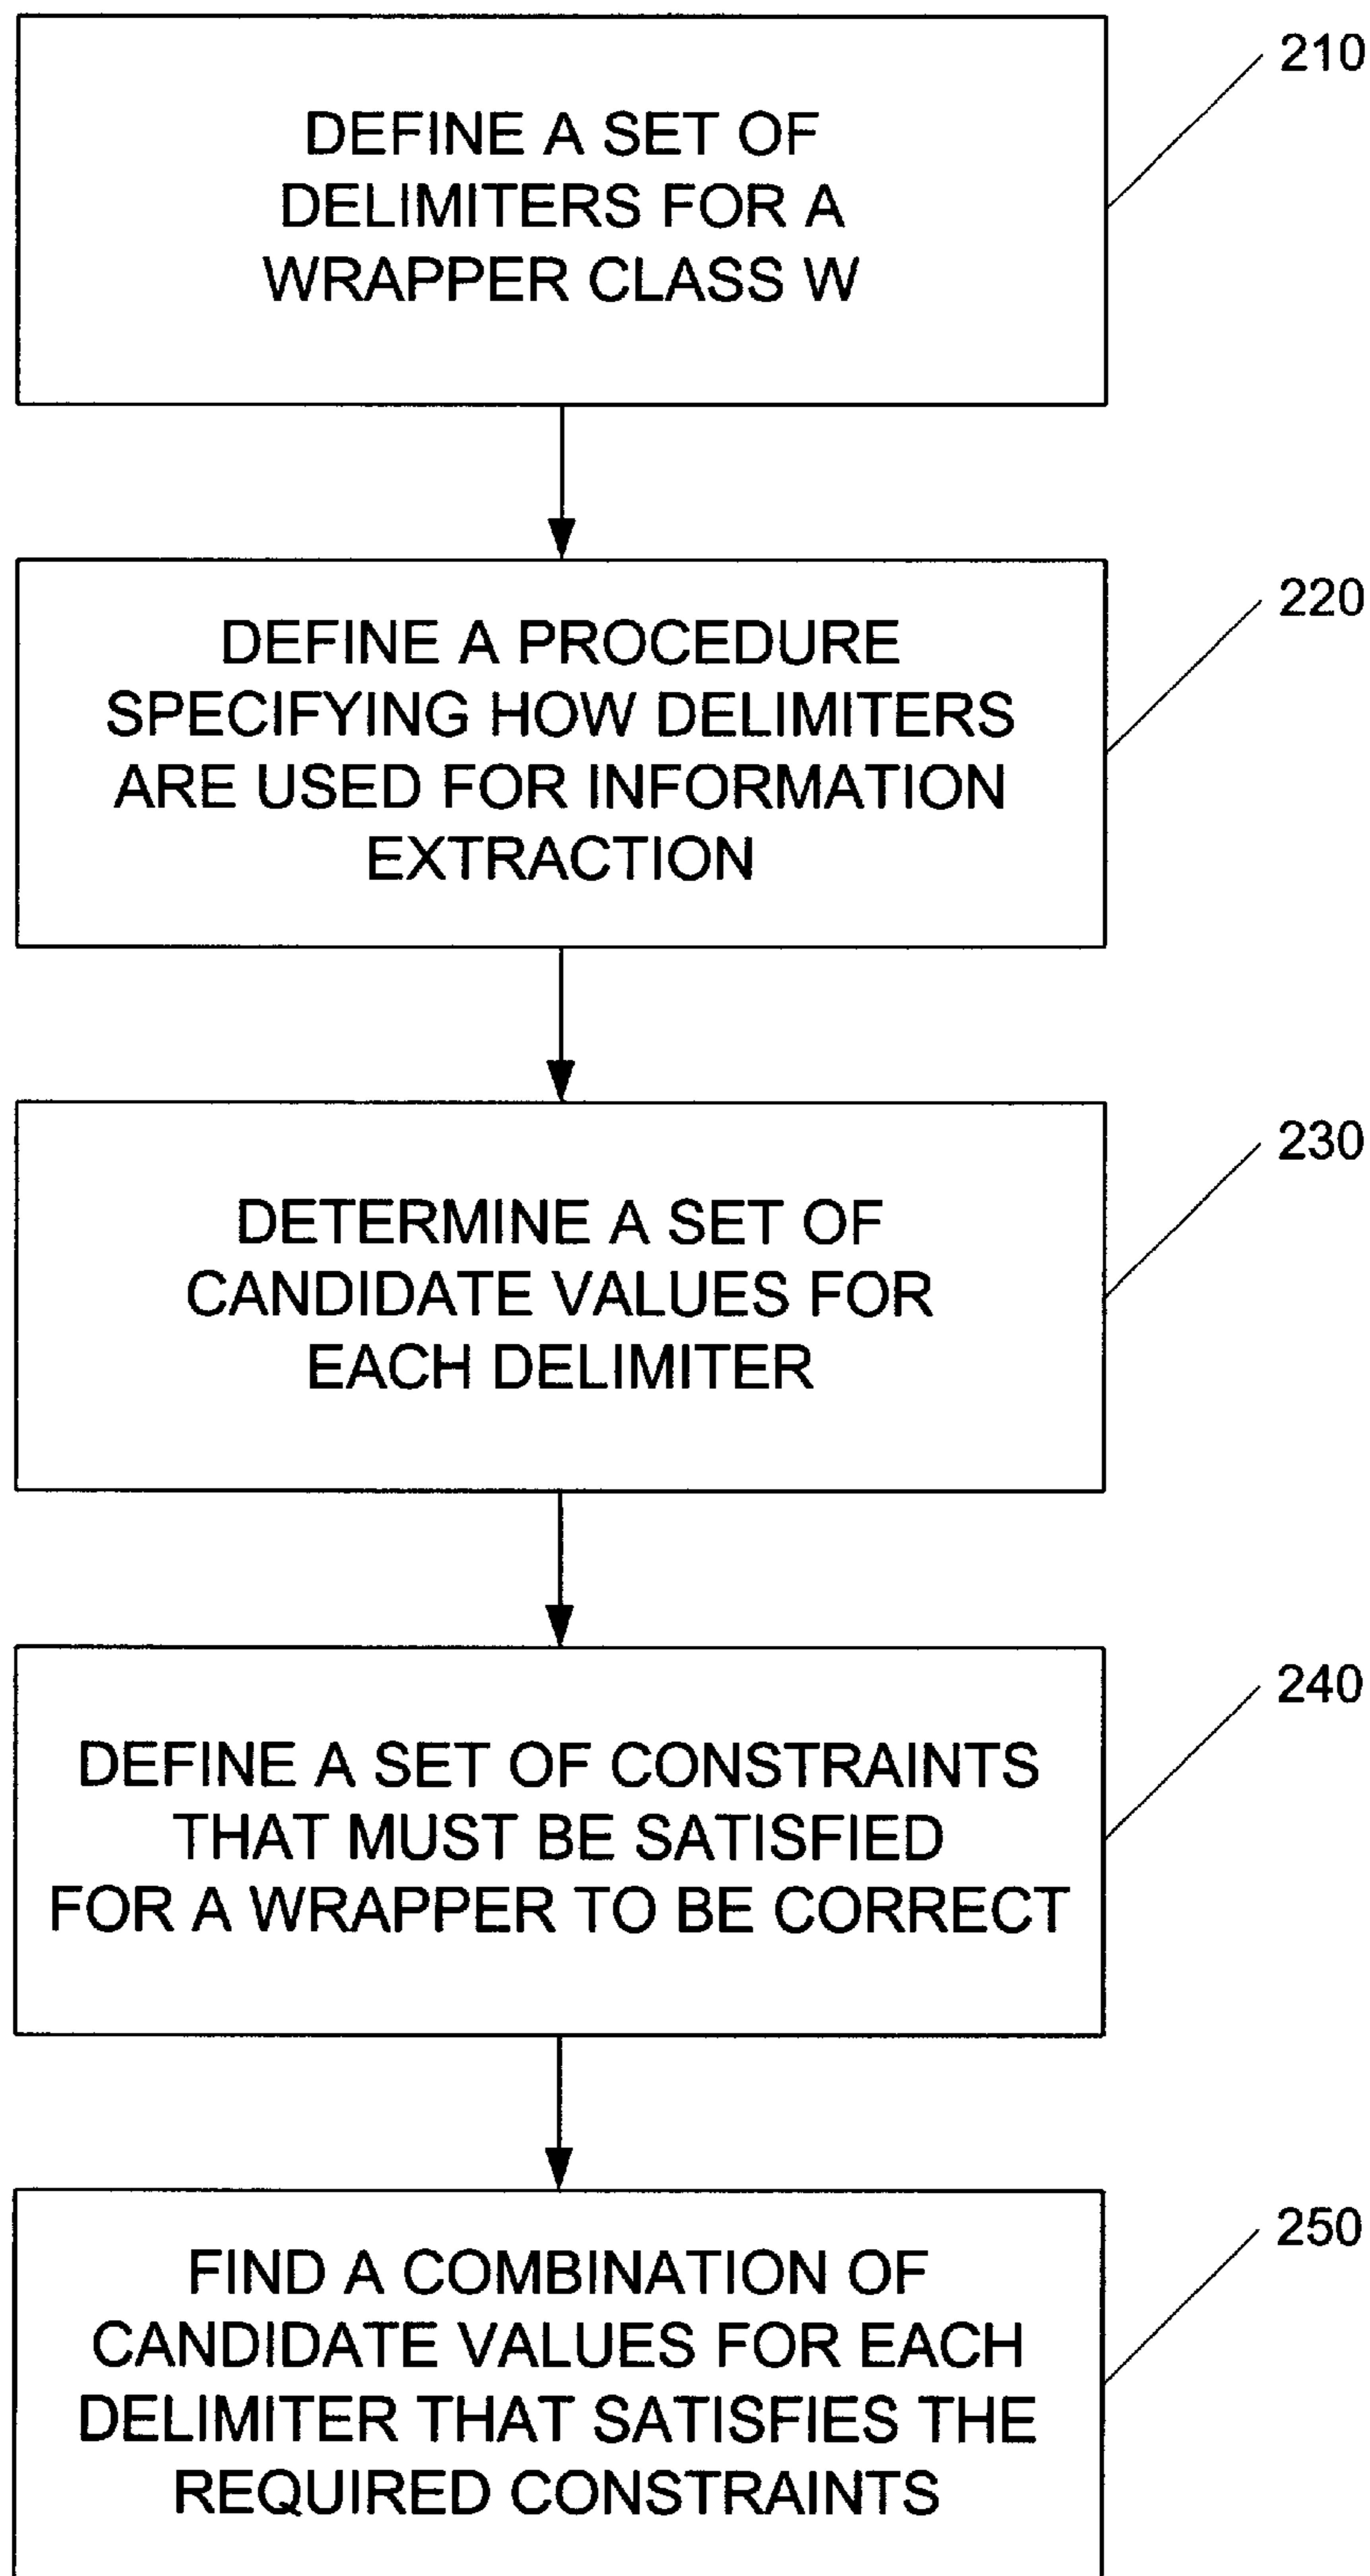 210
DEFINE A SET OF
DELIMITERS FOR A
WRAPPER CLASS W
220
DEFINE A PROCEDURE
SPECIFYING HOW DELIMITERS
ARE USED FOR INFORMATION
EXTRACTION
230
DETERMINE A SET OF
CANDIDATE VALUES FOR
EACH DELIMITER
240
DEFINE A SET OF CONSTRAINTS
THAT MUST BE SATISFIED
FOR A WRAPPER TO BE CORRECT
250
FIND A COMBINATION OF
CANDIDATE VALUES FOR EACH
DELIMITER THAT SATISFIES THE
REQUIRED CONSTRAINTS